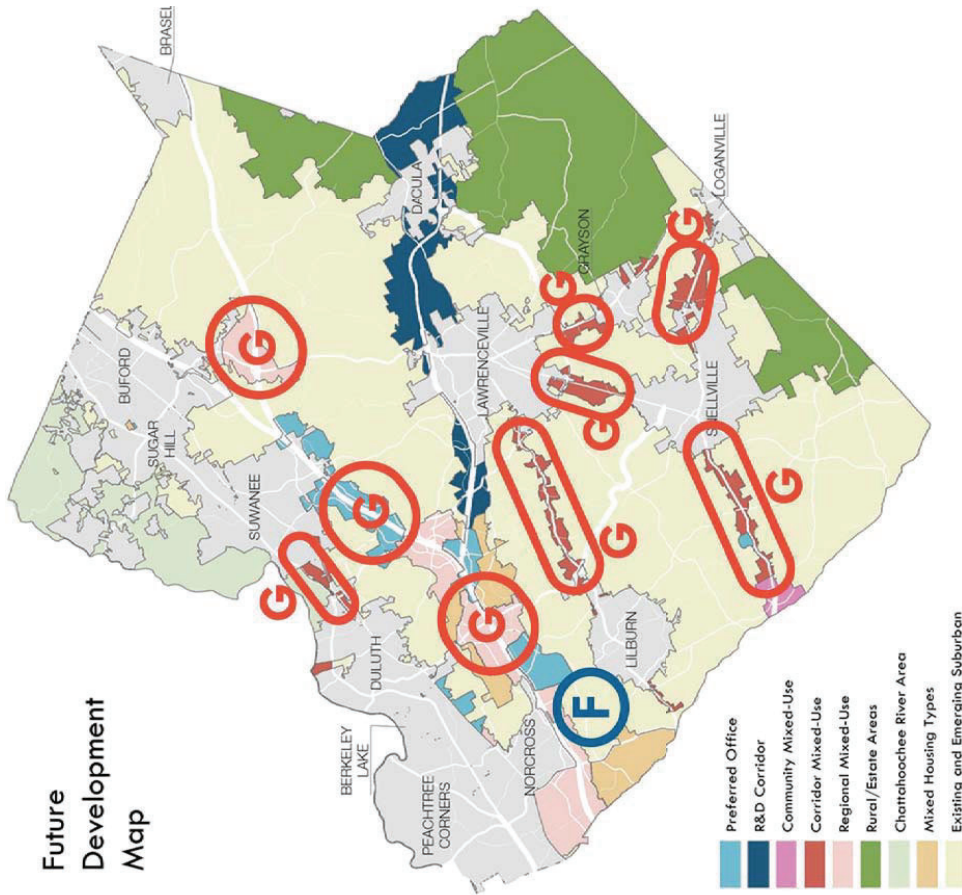 Future
Development
Map
BRASEL
BUFORD
SUGAR
HILL
G
SUWANEE
G
G
DACULA
LAWRENCEVILLE
GRAYSON
G
G
G
LOGANVILLE
SNELLVILLE
G
G
G
DULUTH
BERKELEY
LAKE
PEACHTREE
CORNERS
NORCROSS
LILBURN
F
Preferred Office
R&D Corridor
Community Mixed-Use
Corridor Mixed-Use
Regional Mixed-Use
Rural/Estate Areas
Chattahoochee River Area
Mixed Housing Types
Existing and Emerging Suburban